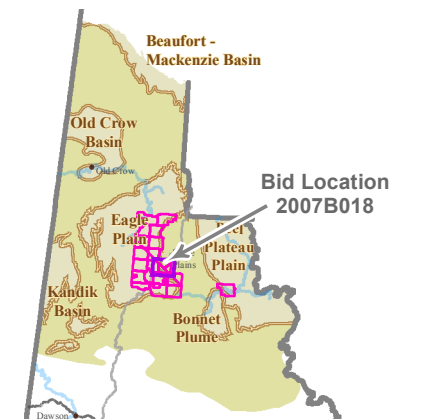 Beaufort -
Mackenzie Basin
Old Crow
Basin
Old Crow
Bid Location
2007B018
Eagle
Plain
Plateau
Plain
Kandik
Basin
Bonnet
Plume
Dawson